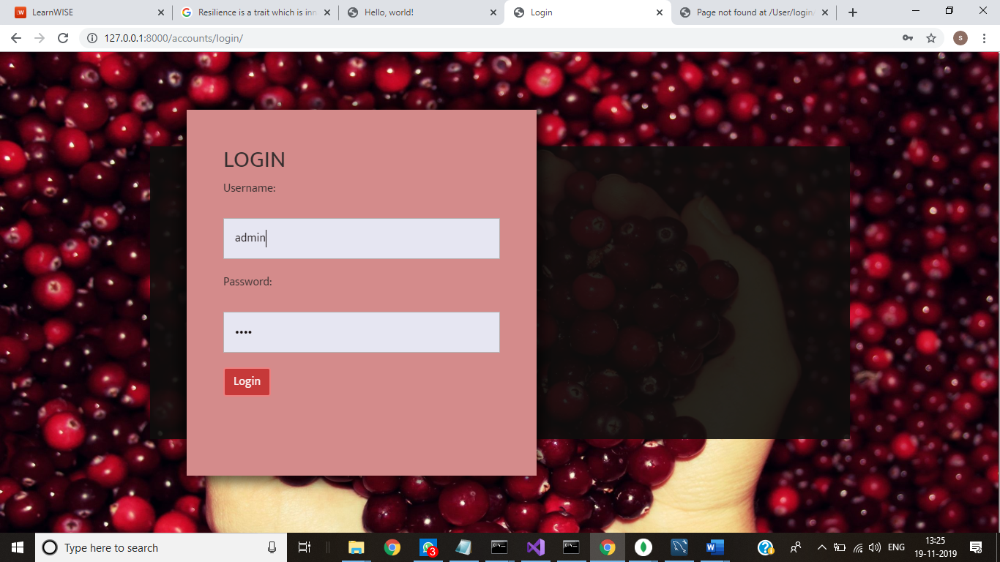 LearnWISE
Resilience is a trait which is inn
Hello, world!
Login
Page not found at /User/login/
127.0.0.1:8000/accounts/login/
S
LOGIN
Username:
admin
Password:
••••
Login
Type here to search
3
ENG
13:25
19-11-2019
3